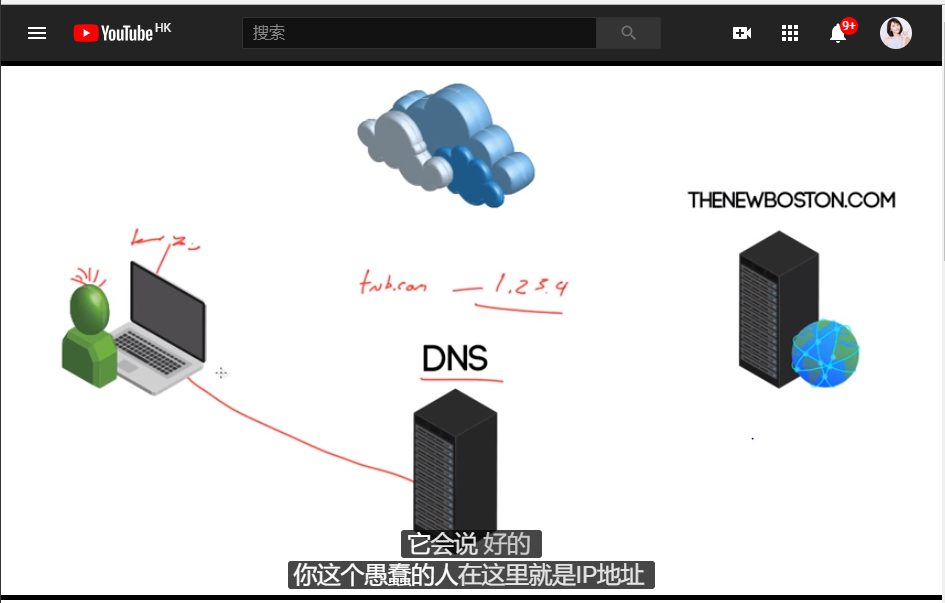 YouTube HK
搜索
9+
THENEWBOSTON.COM
tnb.com — 1.2.3.4
DNS
它会说 好的
你这个愚蠢的人在这里就是IP地址